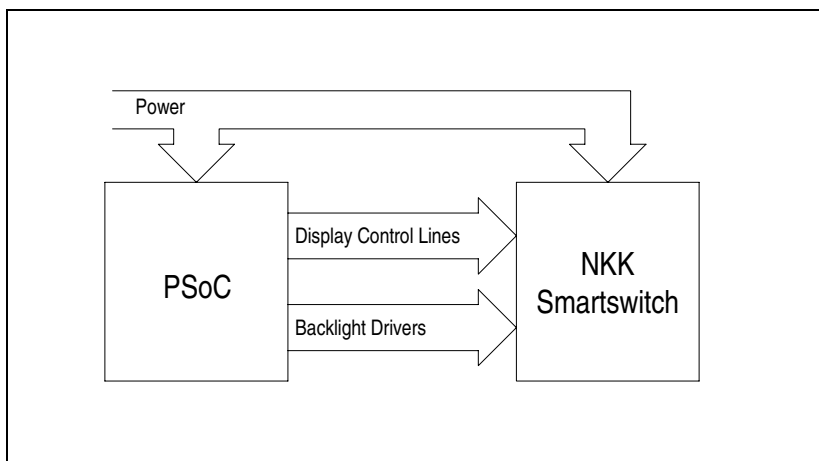 Power
PSoC
Display Control Lines
Backlight Drivers
NKK
Smartswitch